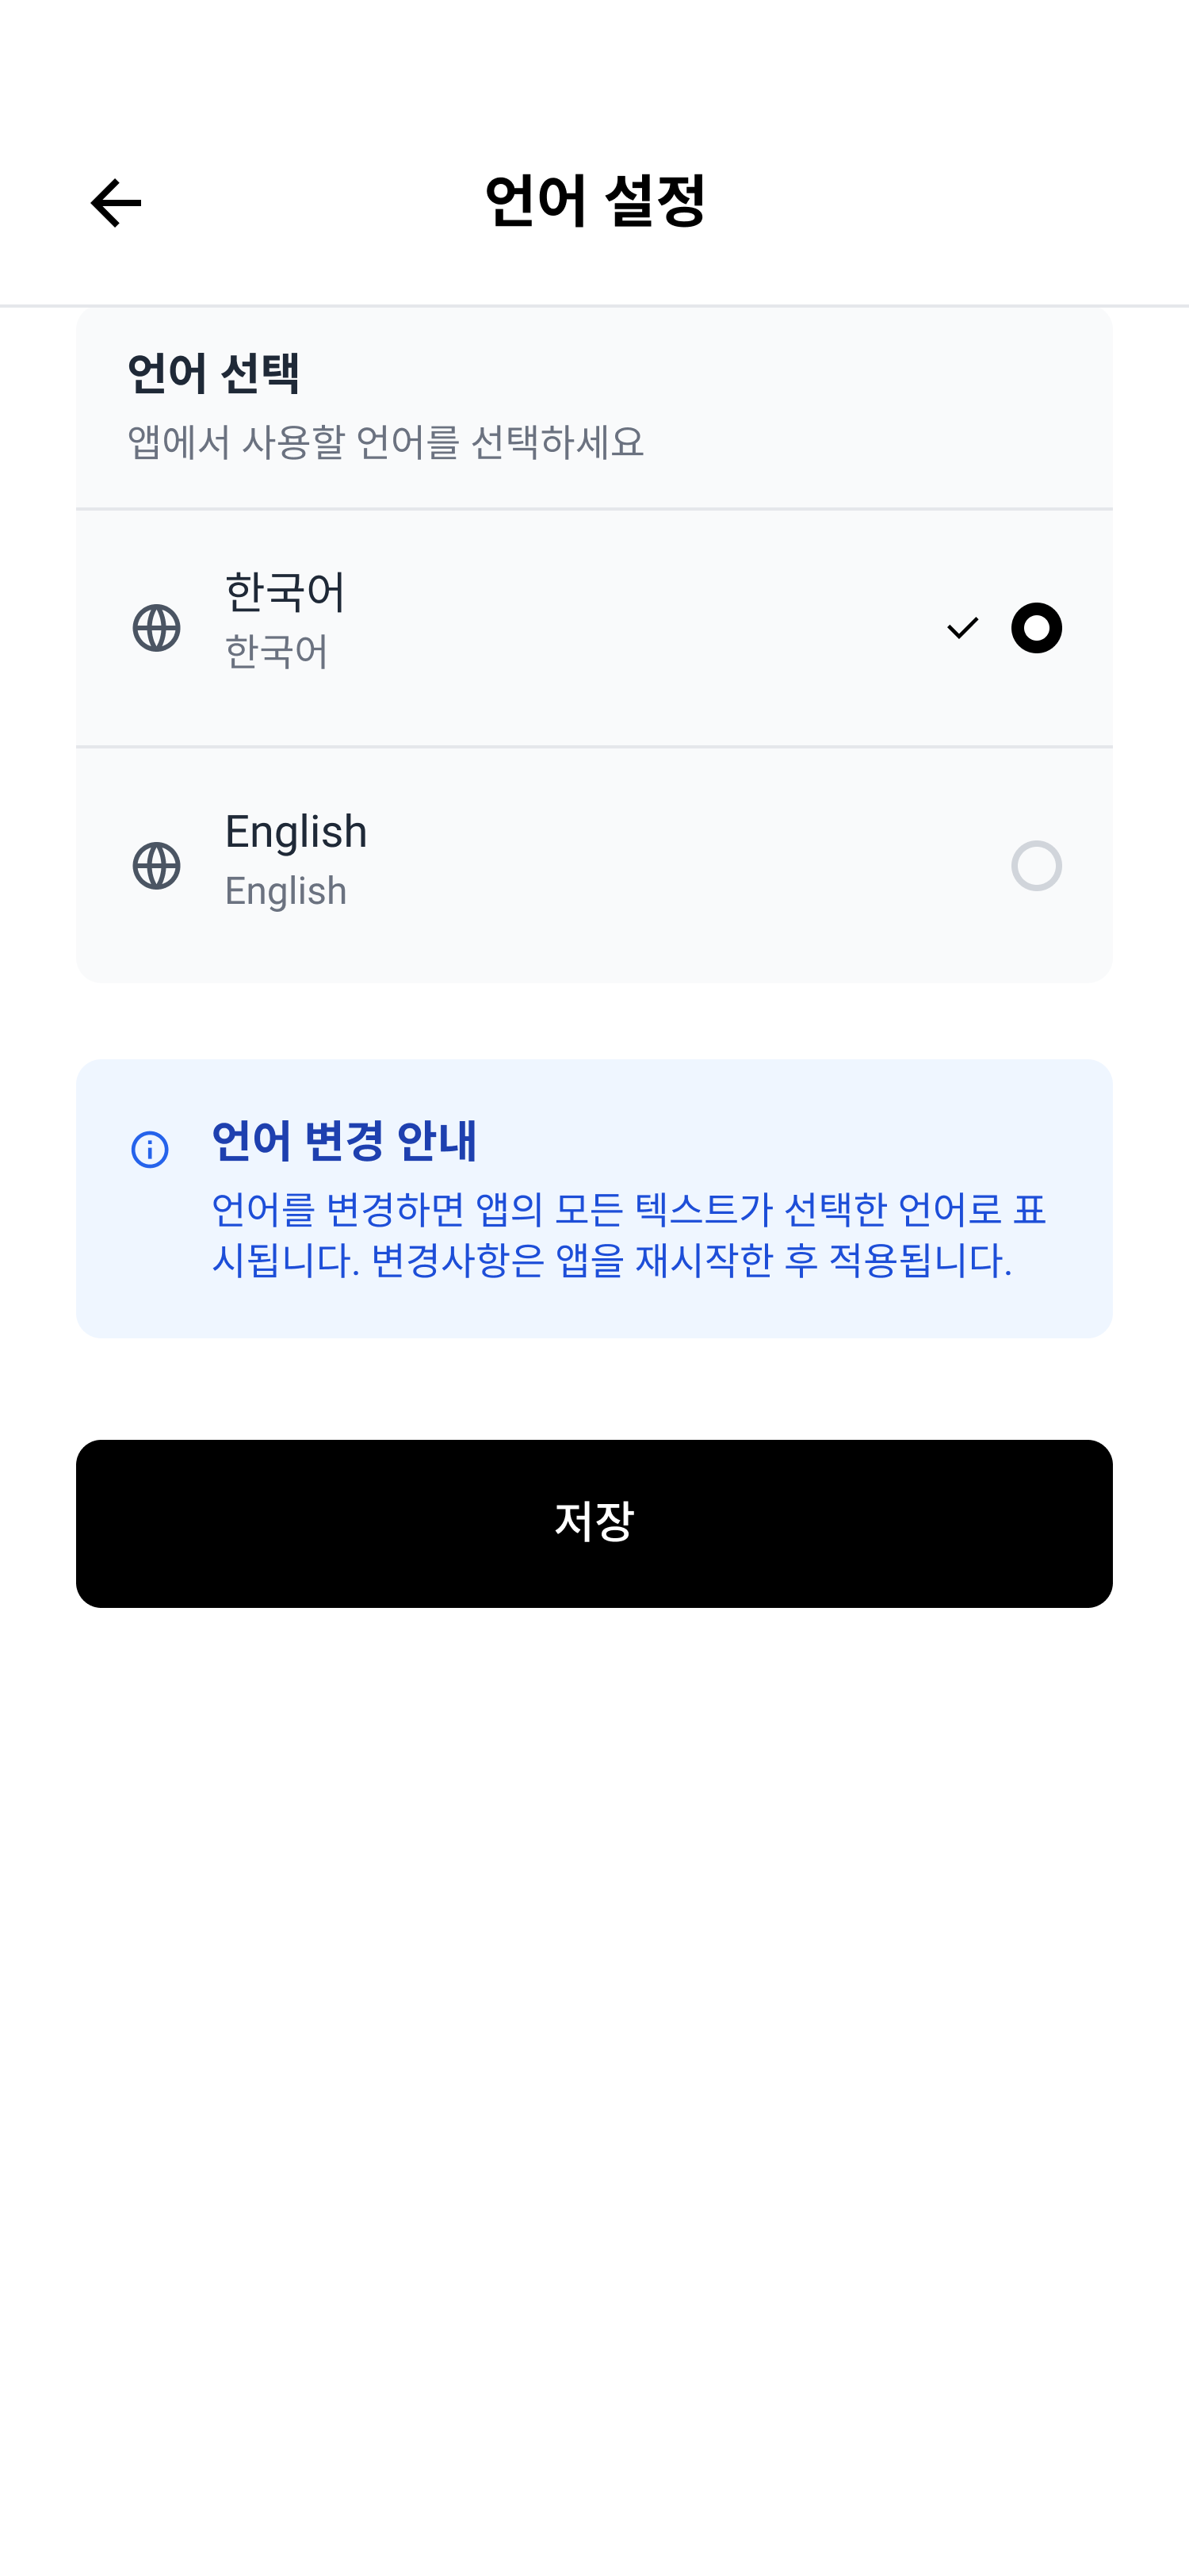 언어 설정
언어 선택
앱에서 사용할 언어를 선택하세요
한국어
한국어
English
English
언어 변경 안내
언어를 변경하면 앱의 모든 텍스트가 선택한 언어로 표
시됩니다. 변경사항은 앱을 재시작한 후 적용됩니다.
저장